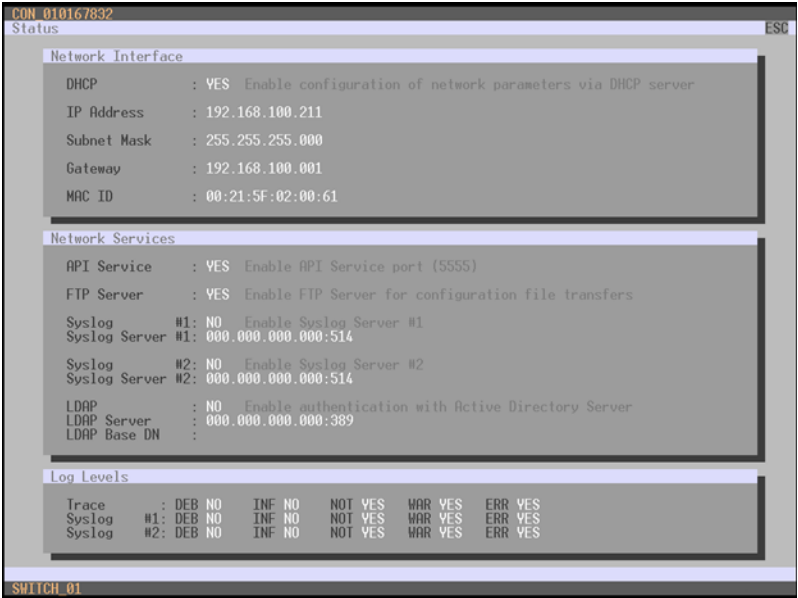 CON_010167832
Status ESC
Network Interface
DHCP : YES Enable configuration of network parameters via DHCP server
IP Address : 192.168.100.211
Subnet Mask : 255.255.255.000
Gateway : 192.168.100.001
MAC ID : 00:21:5F:02:00:61
Network Services
API Service : YES Enable API Service port (5555)
FTP Server : YES Enable FTP Server for configuration file transfers
Syslog #1: NO Enable Syslog Server #1
Syslog Server #1: 000.000.000.000:514
Syslog #2: NO Enable Syslog Server #2
Syslog Server #2: 000.000.000.000:514
LDAP : NO Enable authentication with Active Directory Server
LDAP Server : 000.000.000.000:389
LDAP Base DN :
Log Levels
Trace : DEB NO INF NO NOT YES WAR YES ERR YES
Syslog #1: DEB NO INF NO NOT YES WAR YES ERR YES
Syslog #2: DEB NO INF NO NOT YES WAR YES ERR YES
SWITCH_01